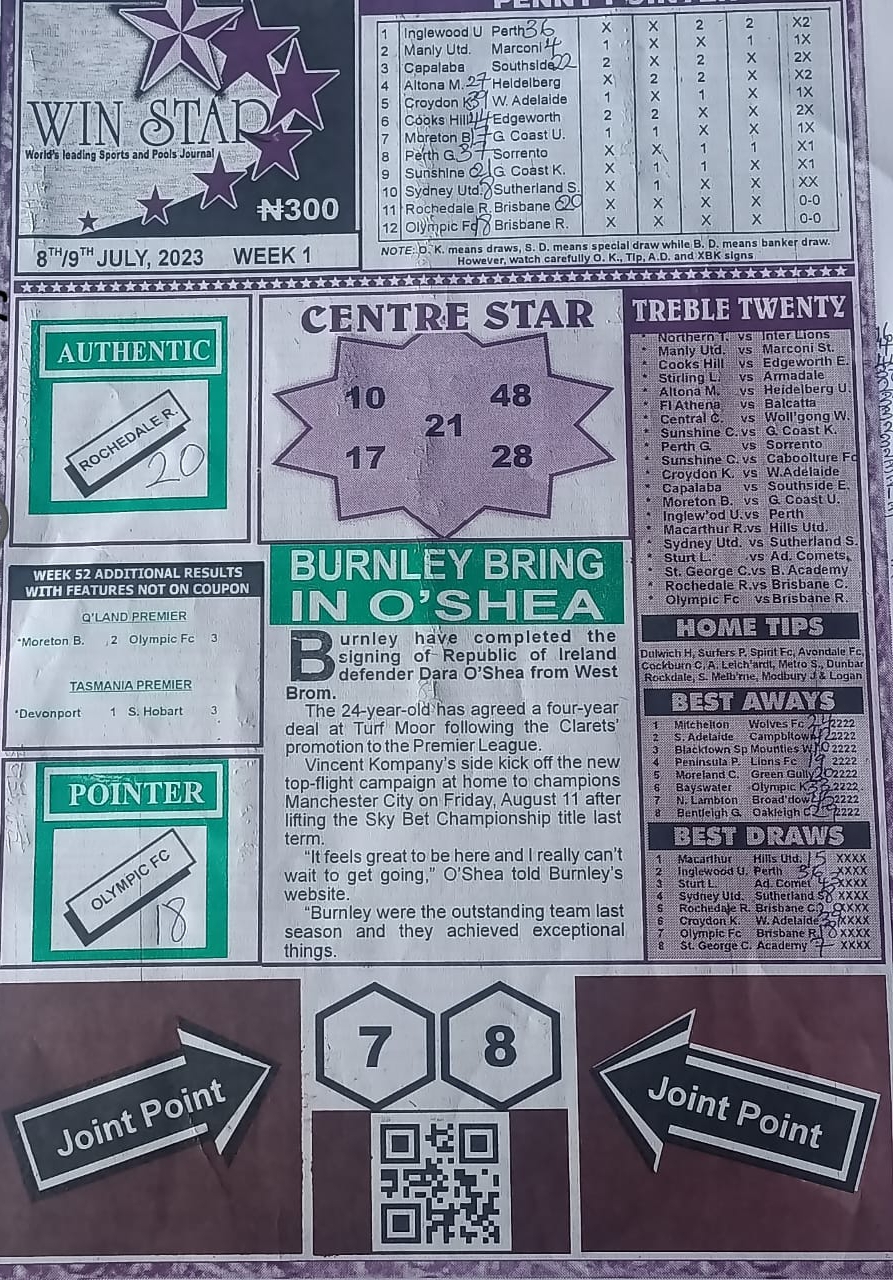 WIN STAR
World's leading Sports and Pools Journal
₦300
8TH/9TH JULY, 2023 WEEK 1
1 Inglewood U Perth 36 X X 2 2 X2
2 Manly Utd. Marconi 4 1 X X 1 1X
3 Capalaba Southside 22 2 X 2 X 2X
4 Altona M. 27 Heidelberg X 2 2 X X2
5 Croydon K 39 W. Adelaide 1 X 1 X 1X
6 Cooks Hill 44 Edgeworth 2 2 X X 2X
7 Moreton B G. Coast U. 1 1 X X 1X
8 Perth G 37 Sorrento X X 1 1 X1
9 Sunshine G. Coast K. X 1 1 X X1
10 Sydney Utd. 8 Sutherland S. X 1 X X XX
11 Rochedale R. Brisbane 20 X X X X 0-0
12 Olympic Fc 18 Brisbane R. X X X X 0-0
NOTE: O. K. means draws, S. D. means special draw while B. D. means banker draw.
However, watch carefully O. K., Tip, A.D. and XBK signs
AUTHENTIC
ROCHEDALE R.
20
WEEK 52 ADDITIONAL RESULTS
WITH FEATURES NOT ON COUPON
Q'LAND PREMIER
*Moreton B. 2 Olympic Fc 3
TASMANIA PREMIER
*Devonport 1 S. Hobart 3
POINTER
OLYMPIC FC
18
CENTRE STAR
10 48
21
17 28
BURNLEY BRING
IN O'SHEA
Burnley have completed the
signing of Republic of Ireland
defender Dara O'Shea from West
Brom.
The 24-year-old has agreed a four-year
deal at Turf Moor following the Clarets'
promotion to the Premier League.
Vincent Kompany's side kick off the new
top-flight campaign at home to champions
Manchester City on Friday, August 11 after
lifting the Sky Bet Championship title last
term.
"It feels great to be here and I really can't
wait to get going," O'Shea told Burnley's
website.
"Burnley were the outstanding team last
season and they achieved exceptional
things.
TREBLE TWENTY
* Northern T. vs Inter Lions
* Manly Utd. vs Marconi St.
* Cooks Hill vs Edgeworth E.
* Stirling L. vs Armadale
* Altona M. vs Heidelberg U.
* Fl Athena vs Balcatta
* Central C. vs Woll'gong W.
* Sunshine C. vs G. Coast K.
* Perth G. vs Sorrento
* Sunshine C. vs Caboolture Fc
* Croydon K. vs W.Adelaide
* Capalaba vs Southside E.
* Moreton B. vs G. Coast U.
* Inglew'od U.vs Perth
* Macarthur R.vs Hills Utd.
* Sydney Utd. vs Sutherland S.
* Sturt L. vs Ad. Comets,
* St. George C.vs B. Academy
* Rochedale R.vs Brisbane C.
* Olympic Fc vs Brisbane R.
HOME TIPS
Dulwich H, Surfers P, Spirit Fc, Avondale Fc,
Cockburn C, A. Leich'ardt, Metro S., Dunbar
Rockdale, S. Melb'rne, Modbury J & Logan
BEST AWAYS
1 Mitchelton Wolves Fc 2222
2 S. Adelaide Campbltown 2222
3 Blacktown Sp Mounties W 10 2222
4 Peninsula P. Lions Fc 19 2222
5 Moreland C. Green Gully 2222
6 Bayswater Olympic K 33 2222
7 N. Lambton Broad'dow 2222
8 Bentleigh G. Oakleigh C 2222
BEST DRAWS
1 Macarthur Hills Utd. 15 XXXX
2 Inglewood U. Perth 36 XXXX
3 Sturt L. Ad. Comet XXXX
4 Sydney Utd. Sutherland S XXXX
5 Rochedale R. Brisbane C. XXXX
6 Croydon K. W. Adelaide XXXX
7 Olympic Fc Brisbane R. 18 XXXX
8 St. George C. Academy 7 XXXX
Joint Point
7 8
Joint Point